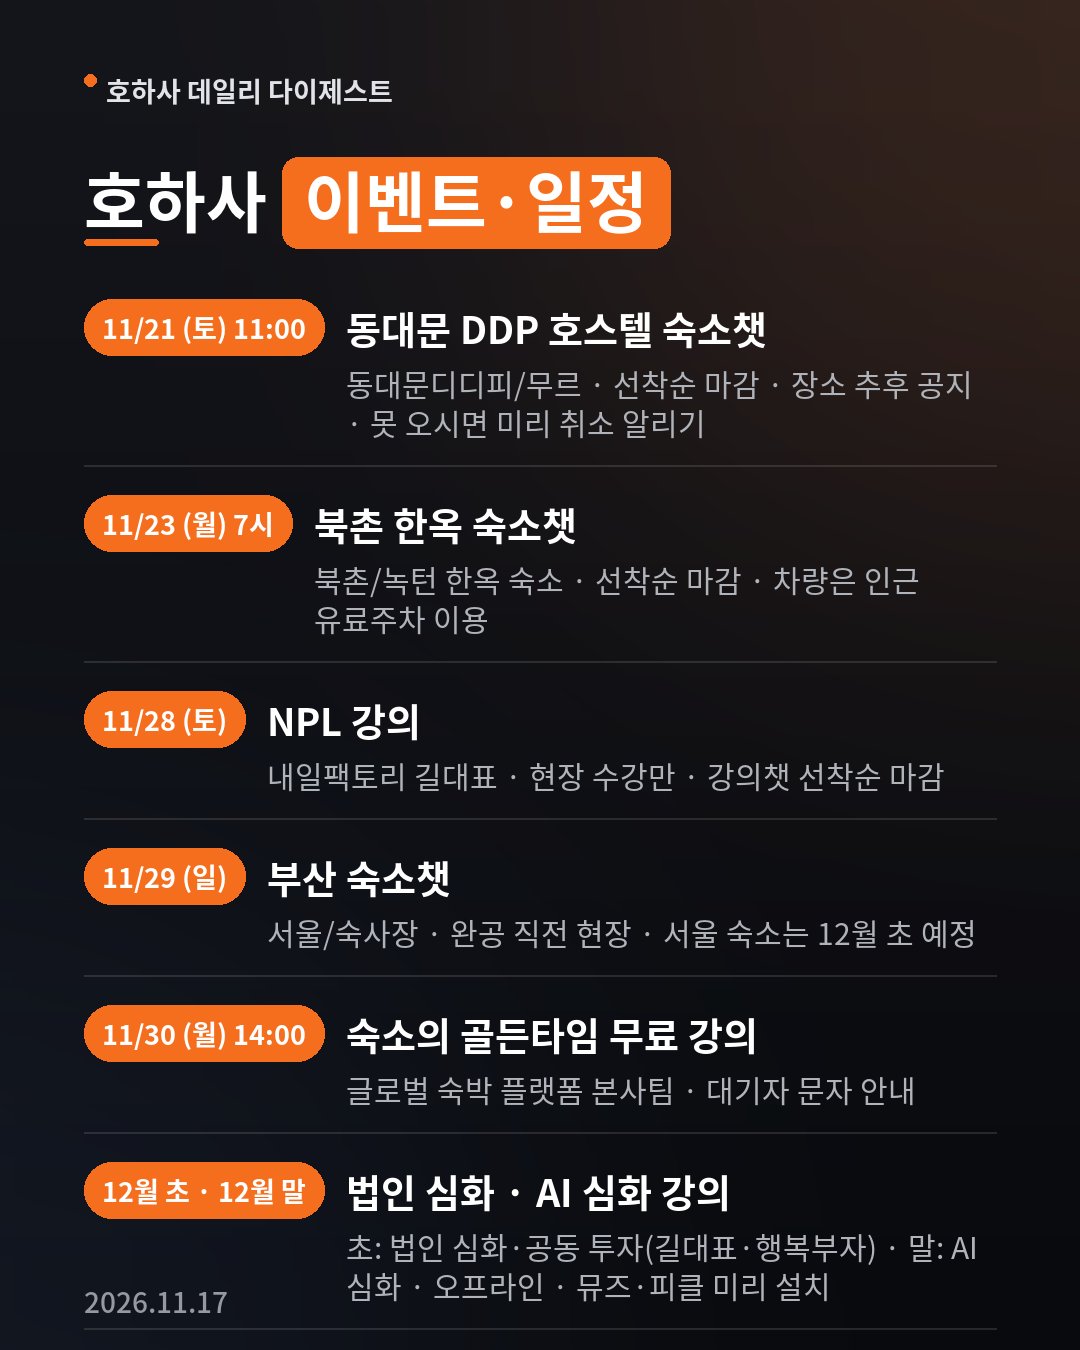 호하사 데일리 다이제스트
호하사 이벤트·일정
11/21 (토) 11:00 동대문 DDP 호스텔 숙소챗
동대문디디피/무르 · 선착순 마감 · 장소 추후 공지
· 못 오시면 미리 취소 알리기
11/23 (월) 7시 북촌 한옥 숙소챗
북촌/녹턴 한옥 숙소 · 선착순 마감 · 차량은 인근
유료주차 이용
11/28 (토) NPL 강의
내일팩토리 길대표 · 현장 수강만 · 강의챗 선착순 마감
11/29 (일) 부산 숙소챗
서울/숙사장 · 완공 직전 현장 · 서울 숙소는 12월 초 예정
11/30 (월) 14:00 숙소의 골든타임 무료 강의
글로벌 숙박 플랫폼 본사팀 · 대기자 문자 안내
12월 초 · 12월 말 법인 심화 · AI 심화 강의
초: 법인 심화·공동 투자(길대표·행복부자) · 말: AI
심화 · 오프라인 · 뮤즈·피클 미리 설치
2026.11.17